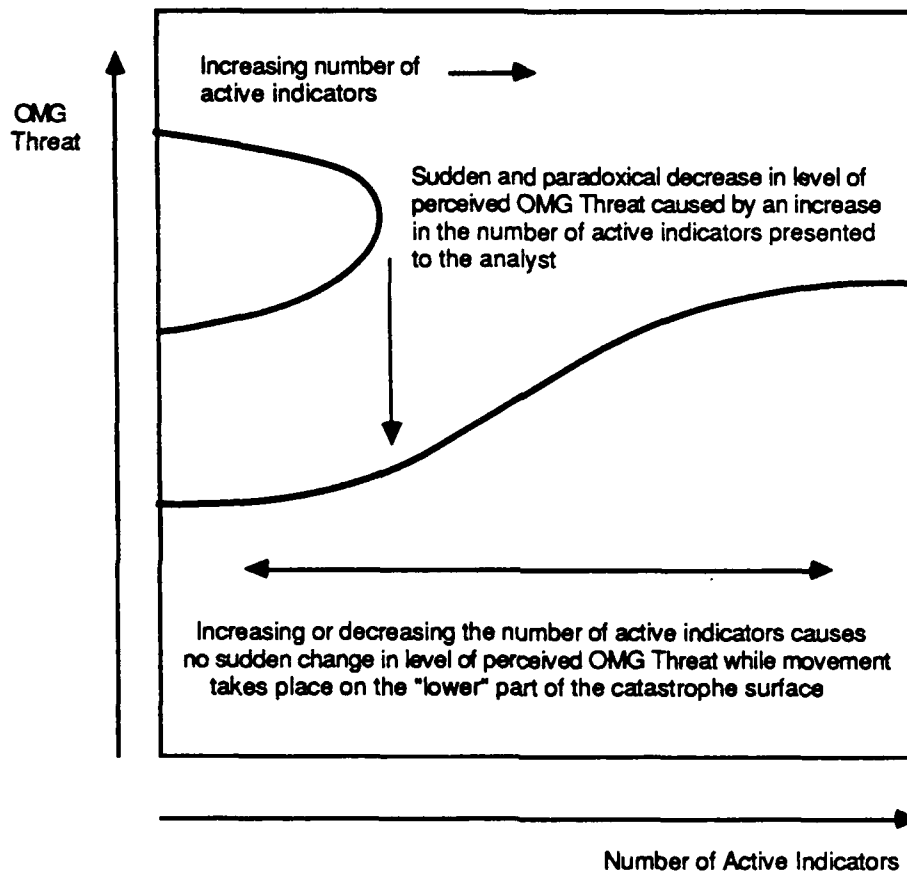 Increasing number of
active indicators
OMG
Threat
Sudden and paradoxical decrease in level of
perceived OMG Threat caused by an increase
in the number of active indicators presented
to the analyst
Increasing or decreasing the number of active indicators causes
no sudden change in level of perceived OMG Threat while movement
takes place on the "lower" part of the catastrophe surface
Number of Active Indicators